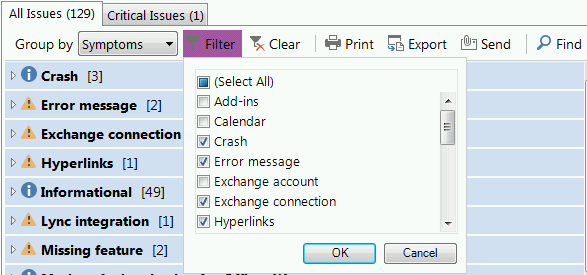 All Issues (129) Critical Issues (1)
Group by Symptoms Filter Clear Print Export Send Find
(Select All)
Crash [3]
Add-ins
Error message [2]
Calendar
Exchange connection
Crash
Hyperlinks [1]
Error message
Informational [49]
Exchange account
Lync integration [1]
Exchange connection
Missing feature [2]
Hyperlinks
OK Cancel